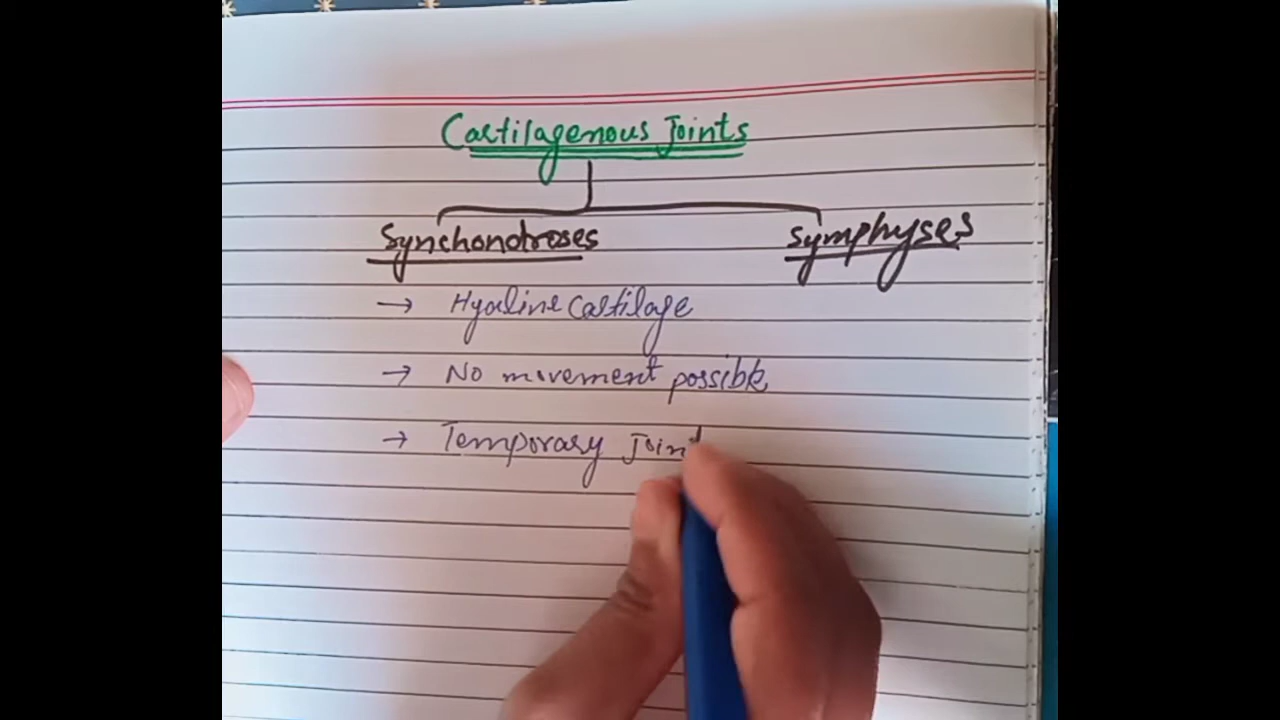 Cartilagenous Joints
Synchondroses Symphyses
→ Hyaline Cartilage
→ No movement possible
→ Temporary Joint